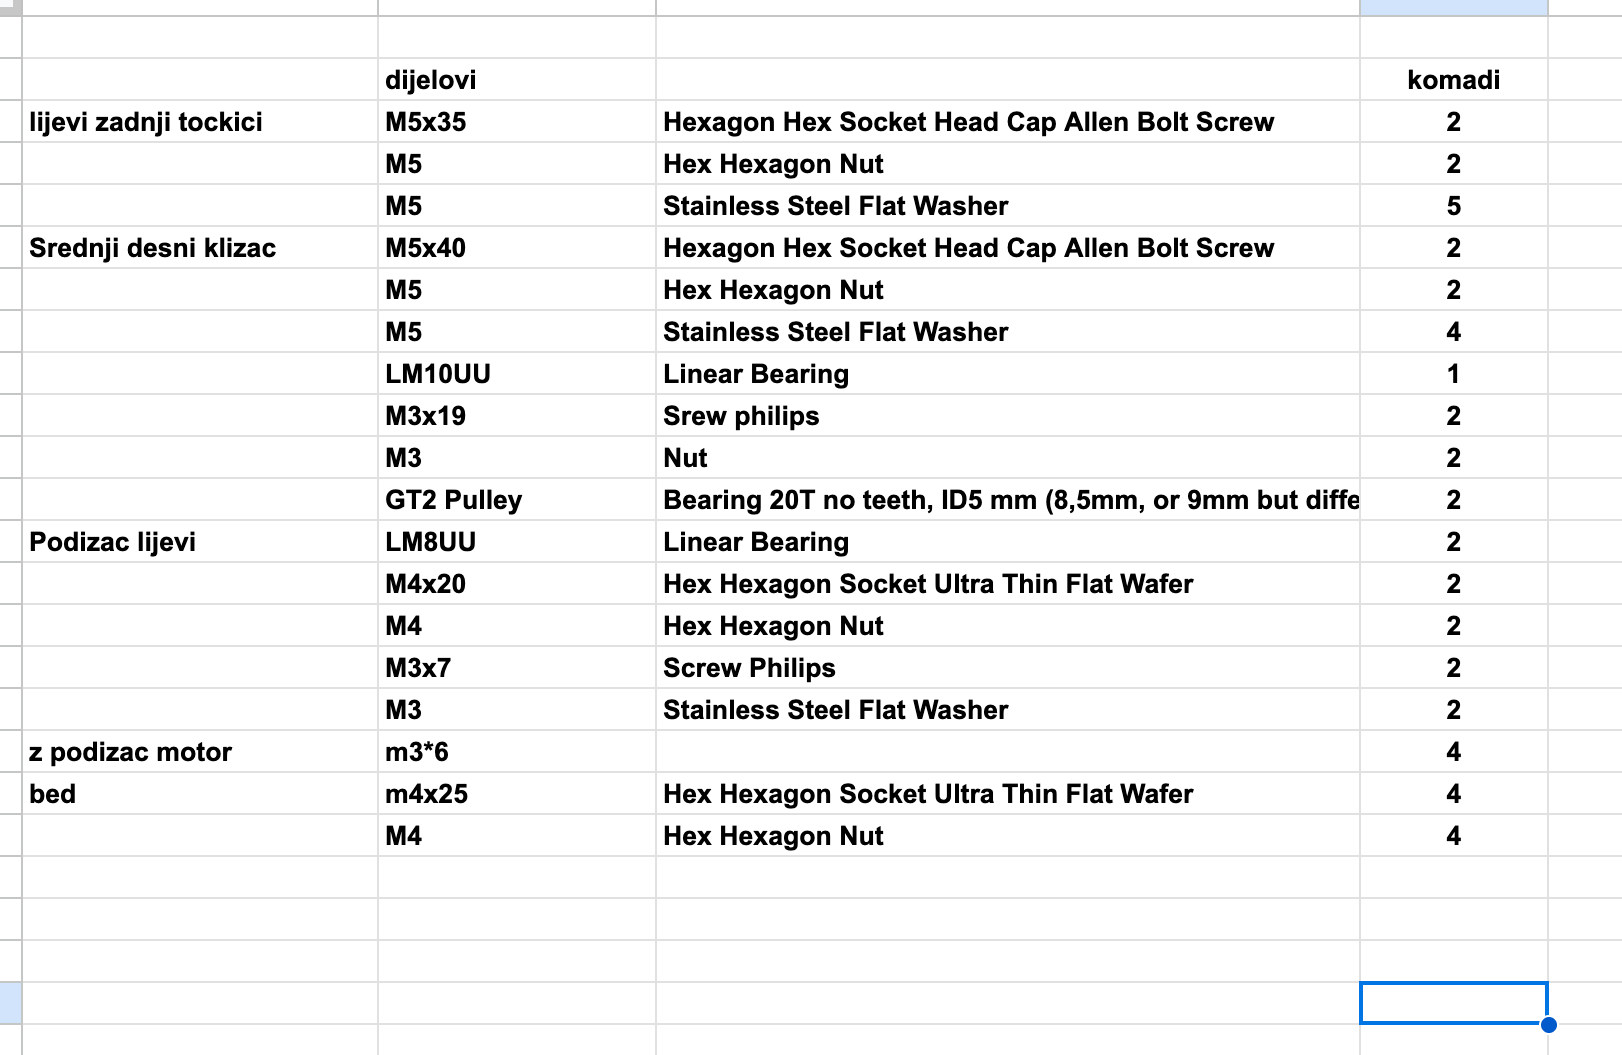 dijelovi komadi
lijevi zadnji tockici M5x35 Hexagon Hex Socket Head Cap Allen Bolt Screw 2
M5 Hex Hexagon Nut 2
M5 Stainless Steel Flat Washer 5
Srednji desni klizac M5x40 Hexagon Hex Socket Head Cap Allen Bolt Screw 2
M5 Hex Hexagon Nut 2
M5 Stainless Steel Flat Washer 4
LM10UU Linear Bearing 1
M3x19 Srew philips 2
M3 Nut 2
GT2 Pulley Bearing 20T no teeth, ID5 mm (8,5mm, or 9mm but diffe 2
Podizac lijevi LM8UU Linear Bearing 2
M4x20 Hex Hexagon Socket Ultra Thin Flat Wafer 2
M4 Hex Hexagon Nut 2
M3x7 Screw Philips 2
M3 Stainless Steel Flat Washer 2
z podizac motor m3*6 4
bed m4x25 Hex Hexagon Socket Ultra Thin Flat Wafer 4
M4 Hex Hexagon Nut 4